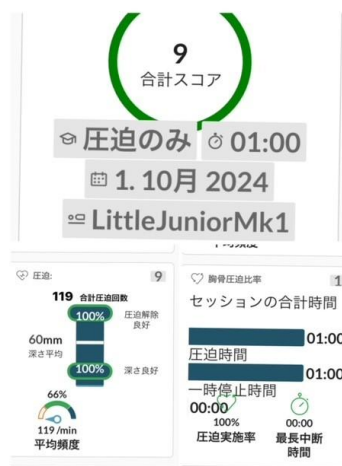 9
合計スコア
圧迫のみ 01:00
1. 10月 2024
LittleJuniorMk1
圧迫: 9
119 合計圧迫回数
100% 圧迫解除
良好
60mm
深さ平均
100% 深さ良好
66%
119 /min
平均頻度
胸骨圧迫比率
セッションの合計時間
01:00
圧迫時間
01:00
一時停止時間
00:00
100%
圧迫実施率
00:00
最長中断
時間